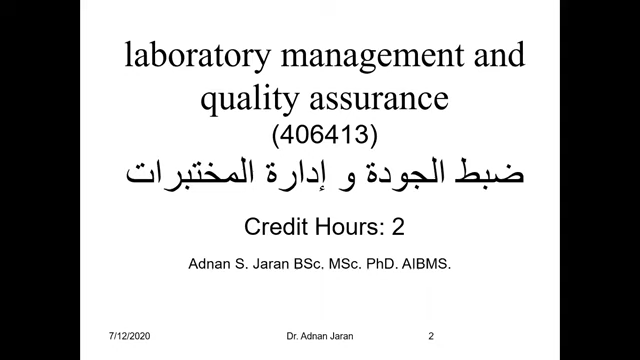 laboratory management and
quality assurance
(406413)
ضبط الجودة و إدارة المختبرات
Credit Hours: 2
Adnan S. Jaran BSc. MSc. PhD. AIBMS.
7/12/2020 Dr. Adnan Jaran 2